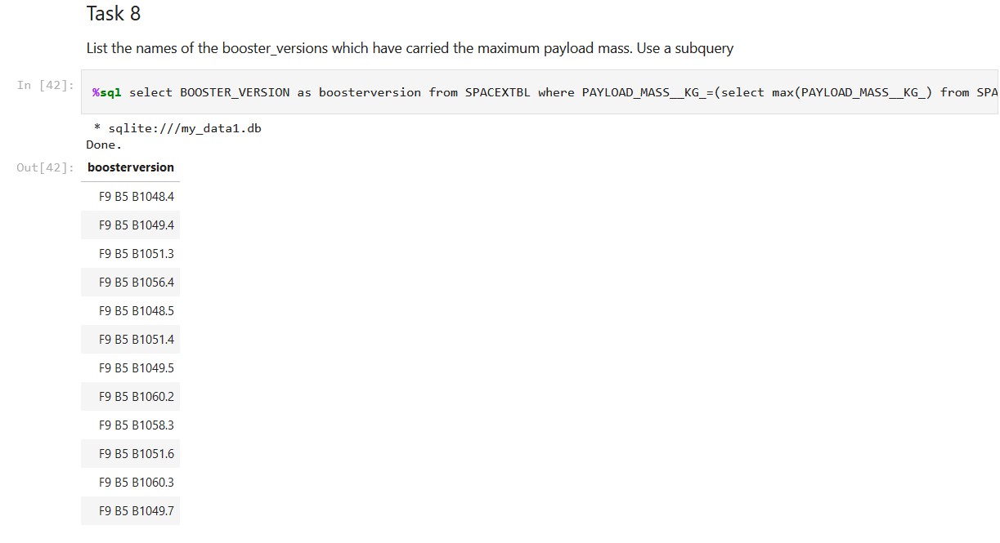 Task 8
List the names of the booster_versions which have carried the maximum payload mass. Use a subquery
In [42]: %sql select BOOSTER_VERSION as boosterversion from SPACEXTBL where PAYLOAD_MASS__KG_=(select max(PAYLOAD_MASS__KG_) from SPA
* sqlite:///my_data1.db
Done.
Out[42]: boosterversion
F9 B5 B1048.4
F9 B5 B1049.4
F9 B5 B1051.3
F9 B5 B1056.4
F9 B5 B1048.5
F9 B5 B1051.4
F9 B5 B1049.5
F9 B5 B1060.2
F9 B5 B1058.3
F9 B5 B1051.6
F9 B5 B1060.3
F9 B5 B1049.7